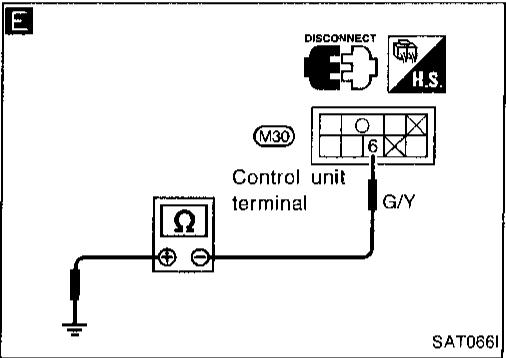 E
DISCONNECT
H.S.
M30
6
Control unit
terminal
G/Y
Ω
+ −
SAT066I